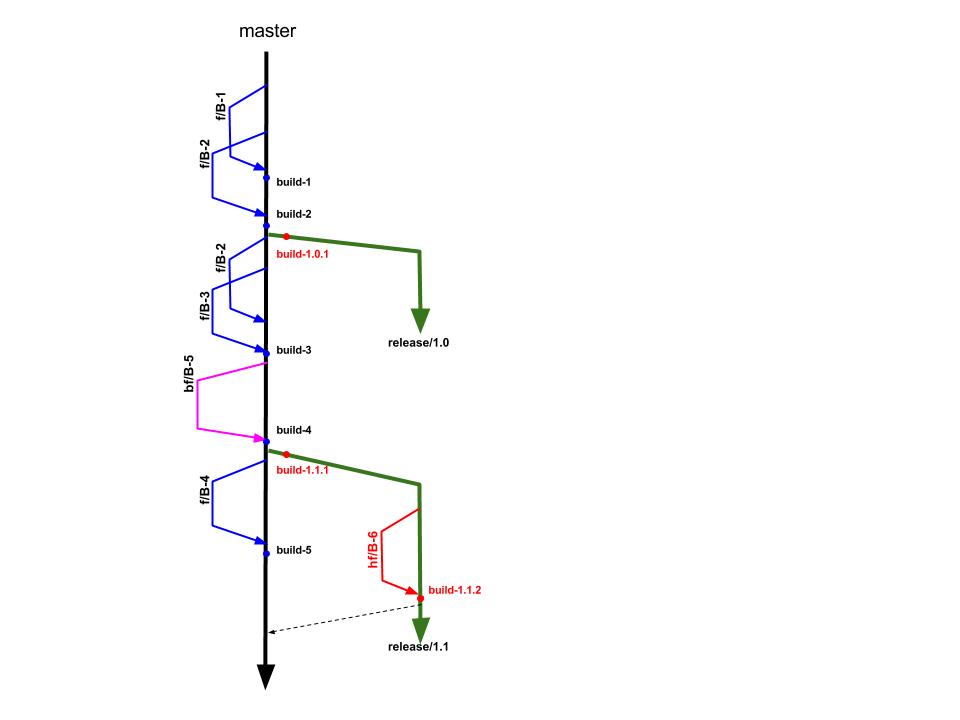 master
f/B-1
f/B-2
build-1
build-2
f/B-2
build-1.0.1
f/B-3
release/1.0
build-3
bf/B-5
build-4
build-1.1.1
f/B-4
hf/B-6
build-5
build-1.1.2
release/1.1